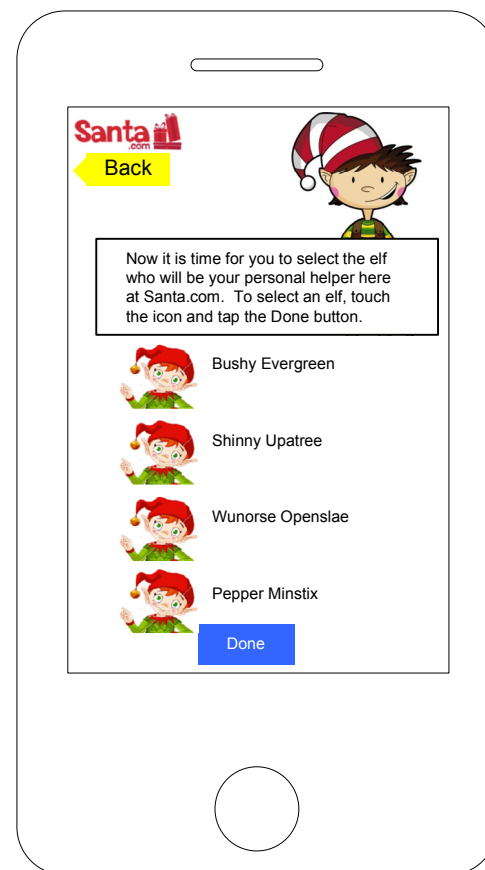 Santa
.com
Back
Now it is time for you to select the elf
who will be your personal helper here
at Santa.com.  To select an elf, touch
the icon and tap the Done button.
Bushy Evergreen
Shinny Upatree
Wunorse Openslae
Pepper Minstix
Done